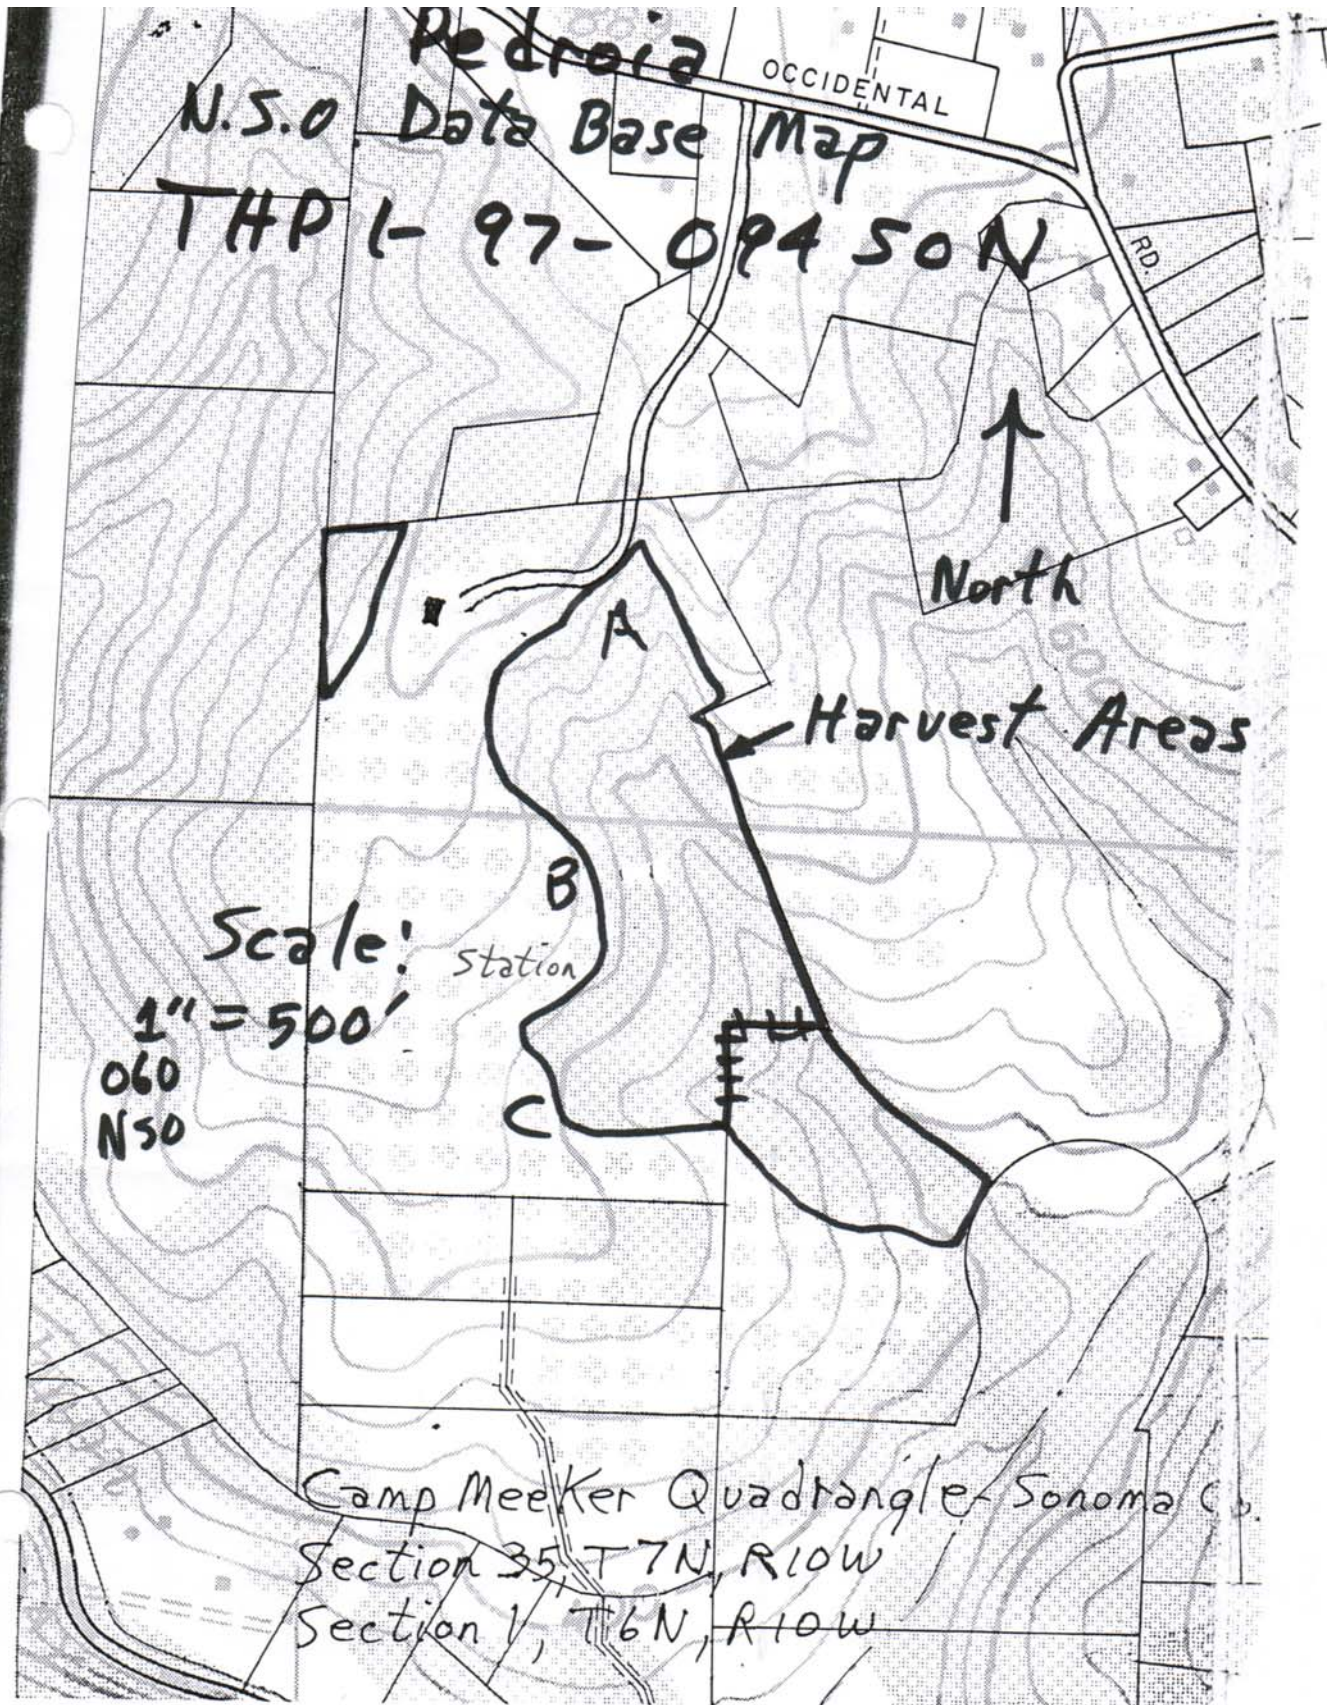 Pedroia
OCCIDENTAL
N.S.O Data Base Map
THP 1-97-094 SON
RD.
North
600
A
Harvest Areas
B
Scale:
Station
1" = 500'
060
NSO
C
Camp Meeker Quadrangle - Sonoma Co.
Section 35, T7N, R10W
Section 1, T6N, R10W